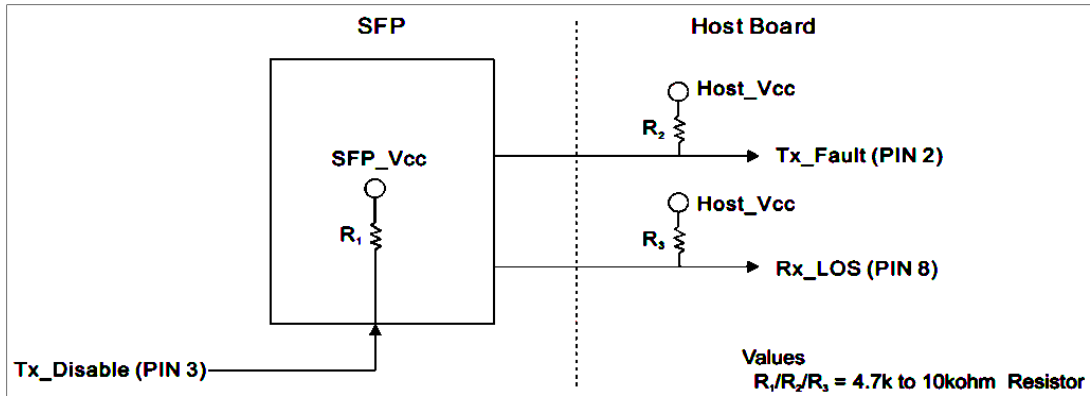 SFP
Host Board
Host_Vcc
R₂
Tx_Fault (PIN 2)
SFP_Vcc
R₁
Host_Vcc
R₃
Rx_LOS (PIN 8)
Tx_Disable (PIN 3)
Values
R₁/R₂/R₃ = 4.7k to 10kohm Resistor